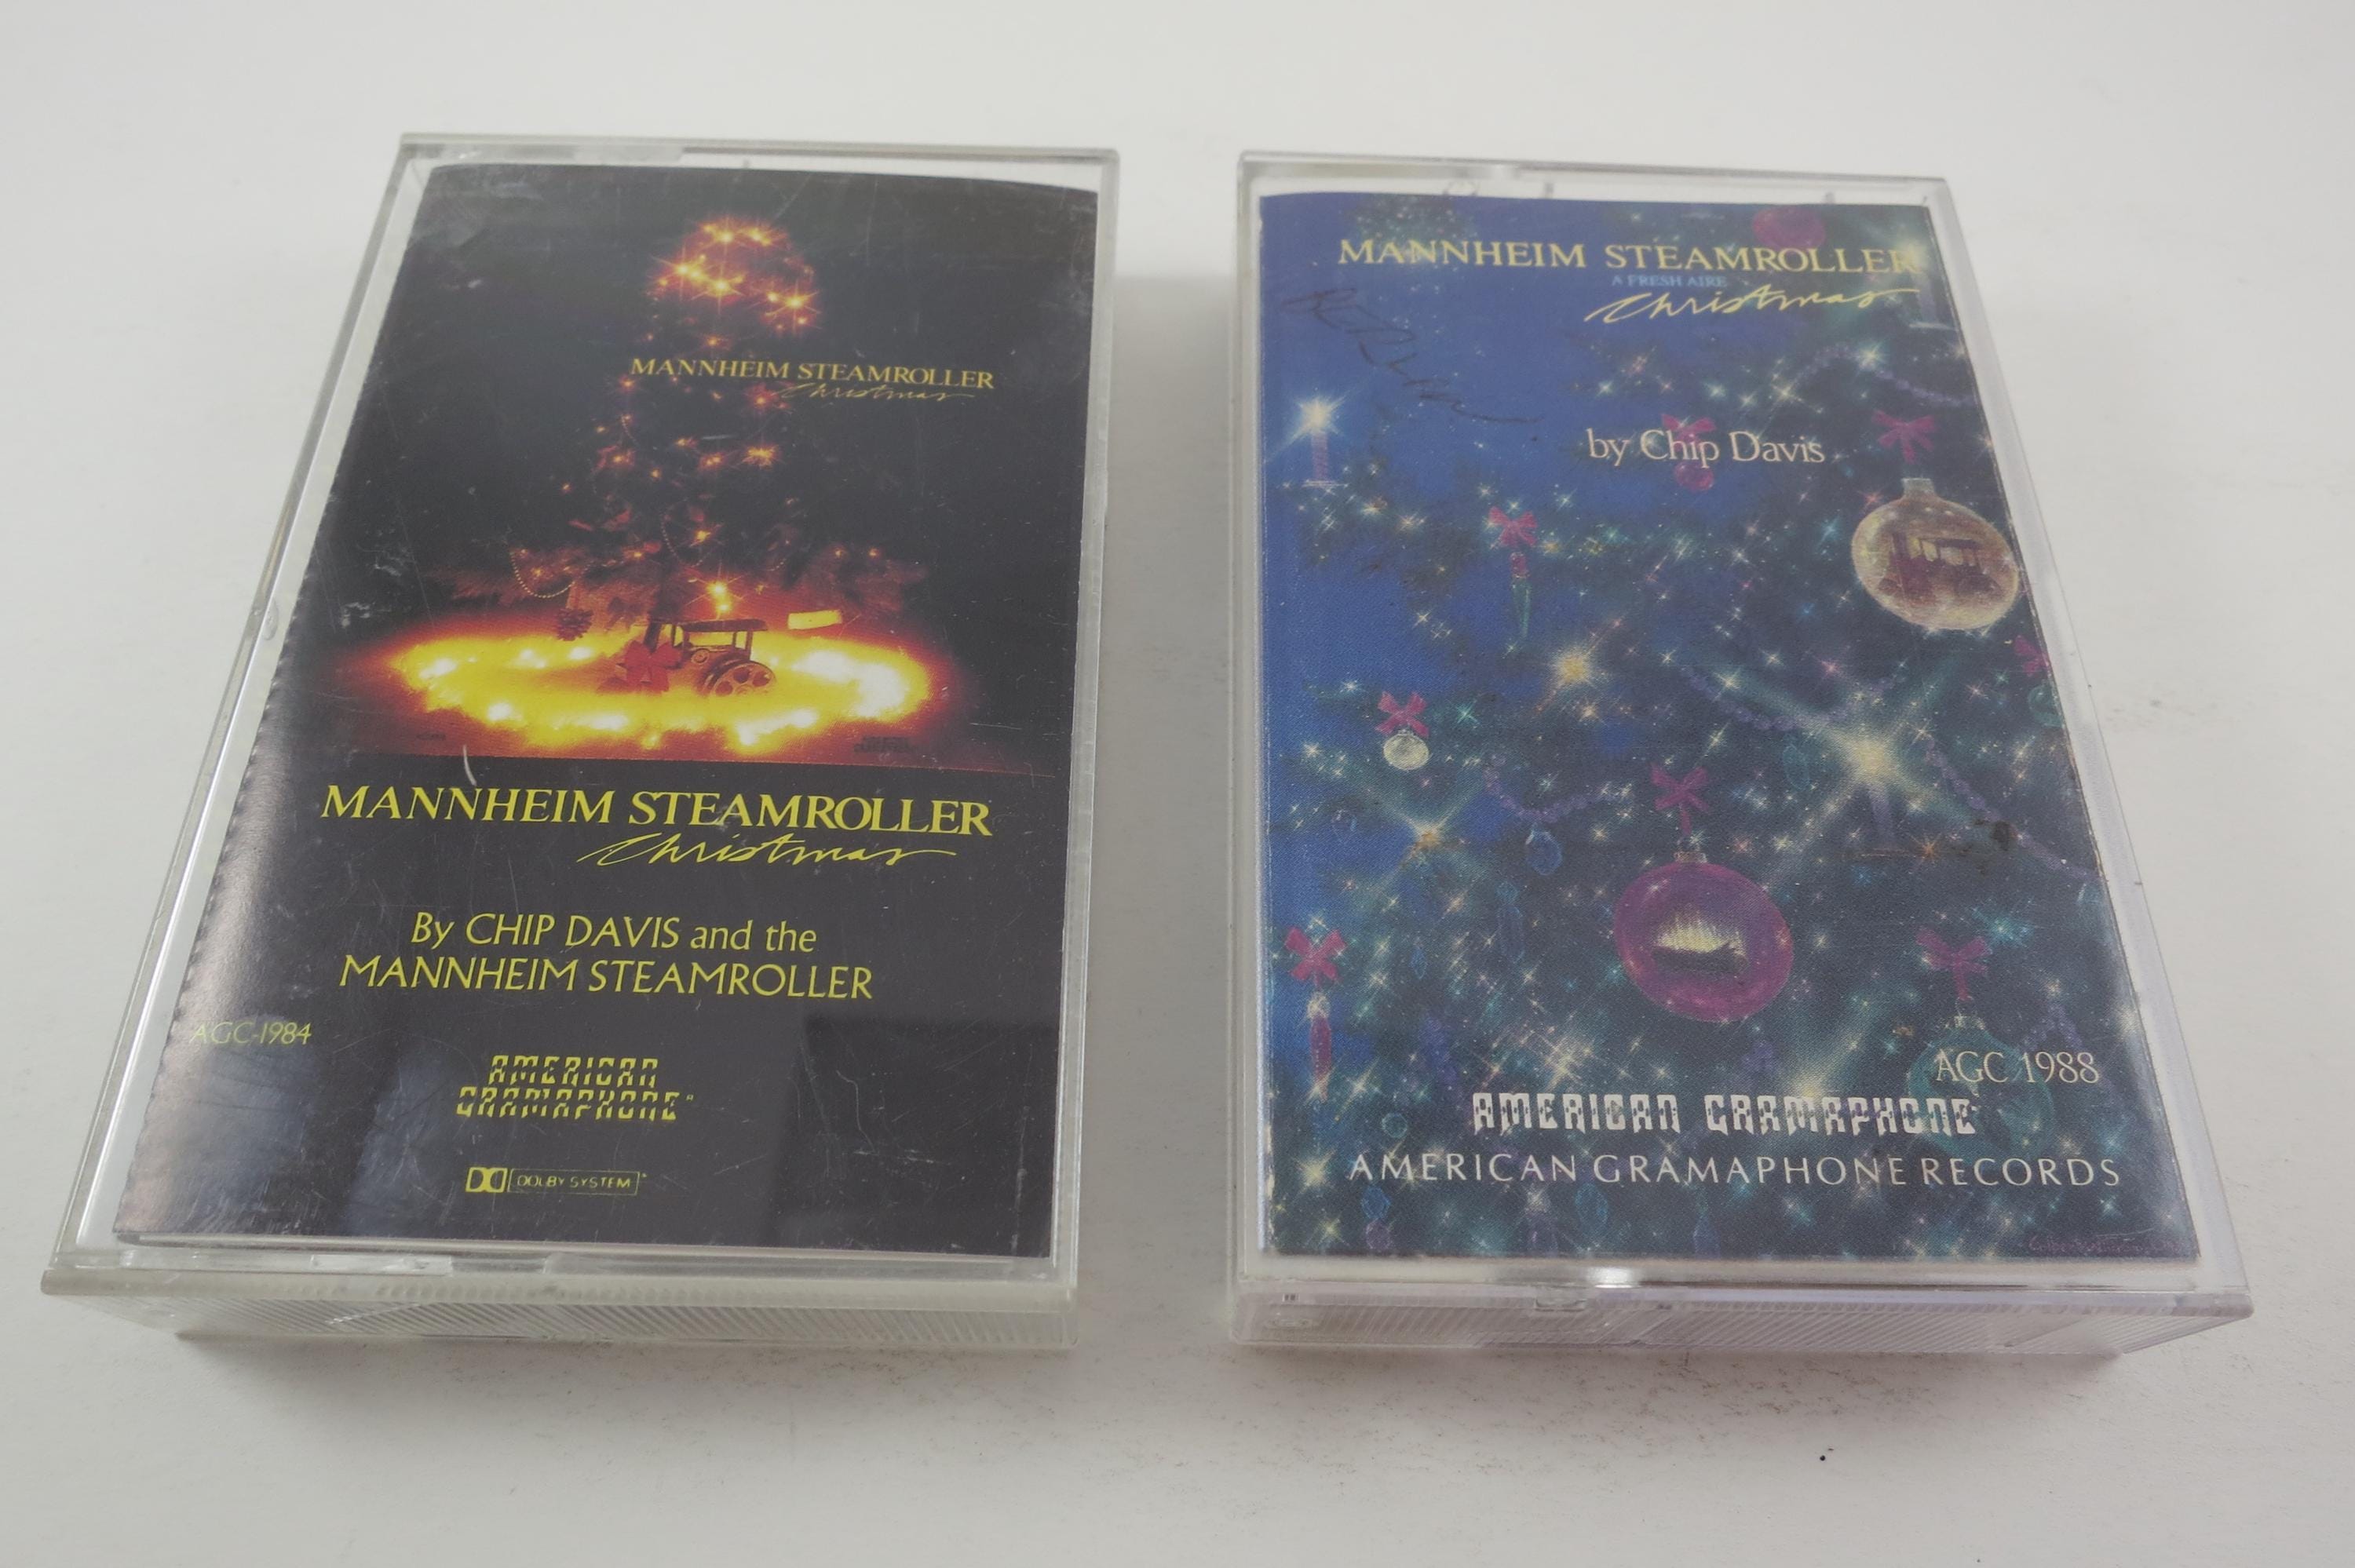 MANNHEIM STEAMROLLER
Christmas
MANNHEIM STEAMROLLER
Christmas
By CHIP DAVIS and the
MANNHEIM STEAMROLLER
AGC-1984
AMERICAN
GRAMAPHONE
DOLBY SYSTEM
MANNHEIM STEAMROLLER
A FRESH AIRE
Christmas
by Chip Davis
AGC 1988
AMERICAN GRAMAPHONE
AMERICAN GRAMAPHONE RECORDS